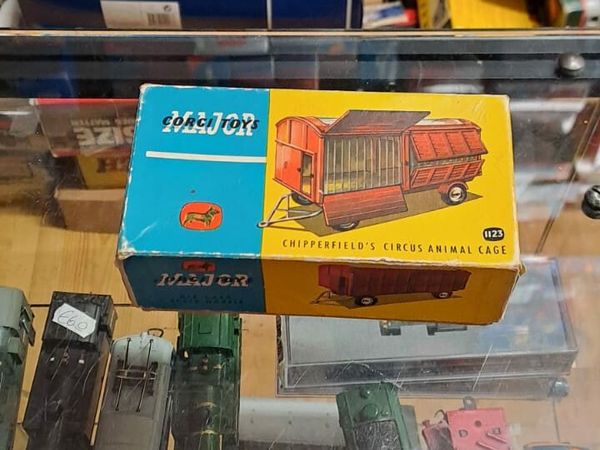 CORGI TOYS
MAJOR
1123
CHIPPERFIELD'S CIRCUS ANIMAL CAGE
MAJOR
£60